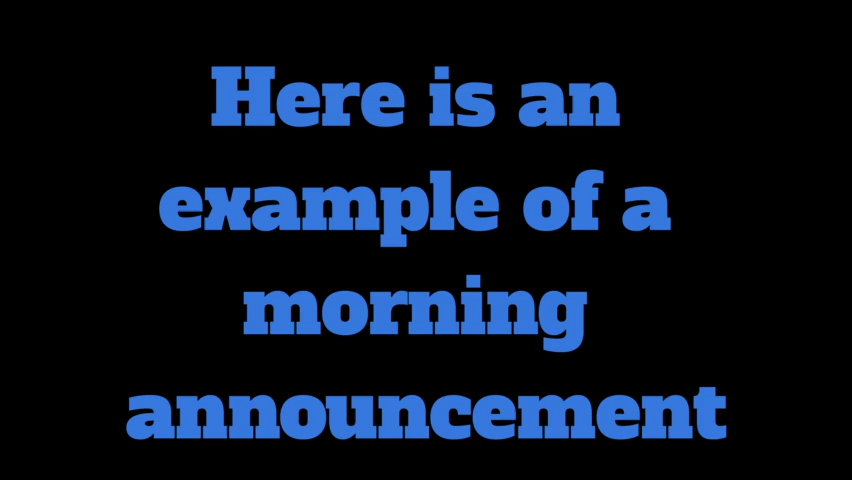 Here is an
example of a
morning
announcement